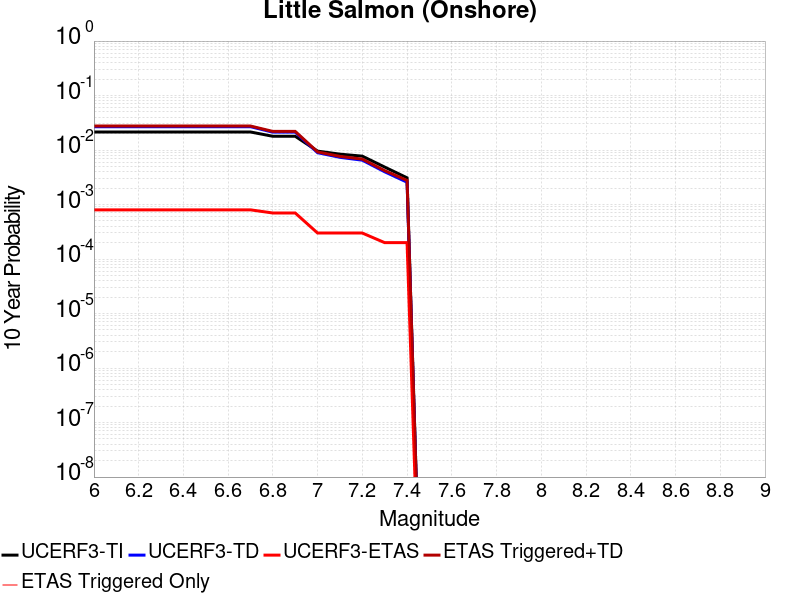 Little Salmon (Onshore)
10^0
10^-1
10^-2
10^-3
10^-4
10^-5
10^-6
10^-7
10^-8
10 Year Probability
6 6.2 6.4 6.6 6.8 7 7.2 7.4 7.6 7.8 8 8.2 8.4 8.6 8.8 9
Magnitude
UCERF3-TI UCERF3-TD UCERF3-ETAS ETAS Triggered+TD
ETAS Triggered Only